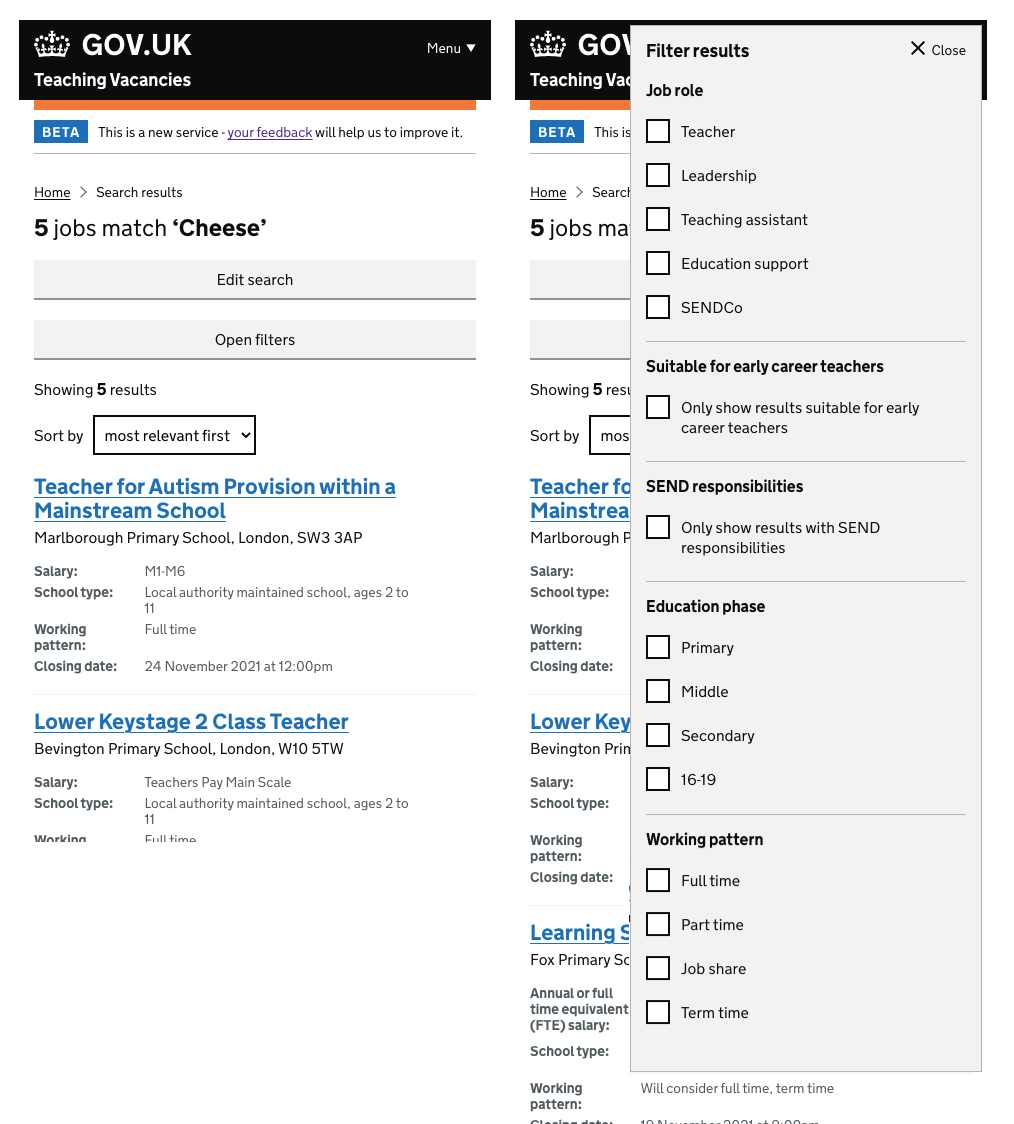 GOV.UK
Menu ▼
Teaching Vacancies
BETA This is a new service - your feedback will help us to improve it.
Home > Search results
5 jobs match ‘Cheese’
Edit search
Open filters
Showing 5 results
Sort by most relevant first
Teacher for Autism Provision within a
Mainstream School
Marlborough Primary School, London, SW3 3AP
Salary: M1-M6
School type: Local authority maintained school, ages 2 to
11
Working Full time
pattern:
Closing date: 24 November 2021 at 12:00pm
Lower Keystage 2 Class Teacher
Bevington Primary School, London, W10 5TW
Salary: Teachers Pay Main Scale
School type: Local authority maintained school, ages 2 to
11
Working Full time
GOV
Teaching Vac
BETA This is
Home > Search
5 jobs ma
Showing 5 resu
Sort by mos
Teacher fo
Mainstrea
Marlborough P
Salary:
School type:
Working
pattern:
Closing date:
Lower Key
Bevington Prim
Salary:
School type:
Working
pattern:
Closing date:
Learning S
Fox Primary Sc
Annual or full
time equivalent
(FTE) salary:
School type:
Working Will consider full time, term time
pattern:
Closing date: 19 November 2021 at 9:00am
Filter results
Close
Job role
Teacher
Leadership
Teaching assistant
Education support
SENDCo
Suitable for early career teachers
Only show results suitable for early
career teachers
SEND responsibilities
Only show results with SEND
responsibilities
Education phase
Primary
Middle
Secondary
16-19
Working pattern
Full time
Part time
Job share
Term time